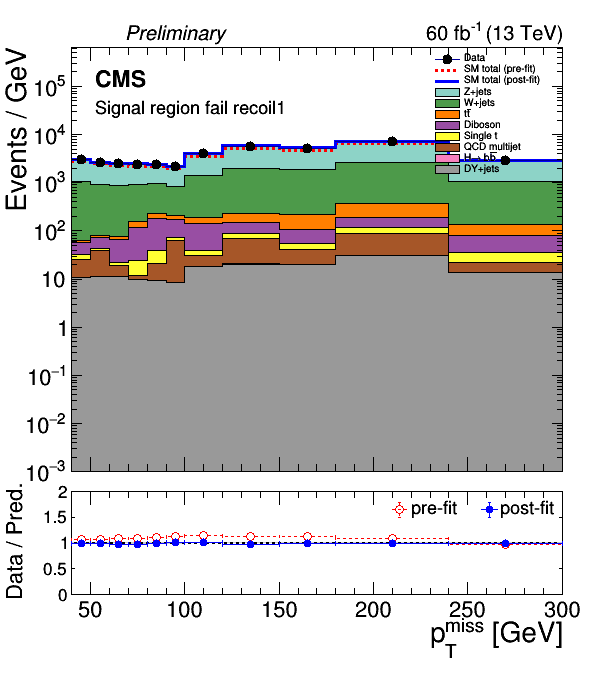 Preliminary
60 fb⁻¹ (13 TeV)
Events / GeV
CMS
Signal region fail recoil1
Data
SM total (pre-fit)
SM total (post-fit)
Z+jets
W+jets
tt̄
Diboson
Single t
QCD multijet
H→ bb̄
DY+jets
10⁵
10⁴
10³
10²
10
1
10⁻¹
10⁻²
10⁻³
Data / Pred.
pre-fit
post-fit
2
1.5
1
0.5
0
50 100 150 200 250 300
p_T^miss [GeV]